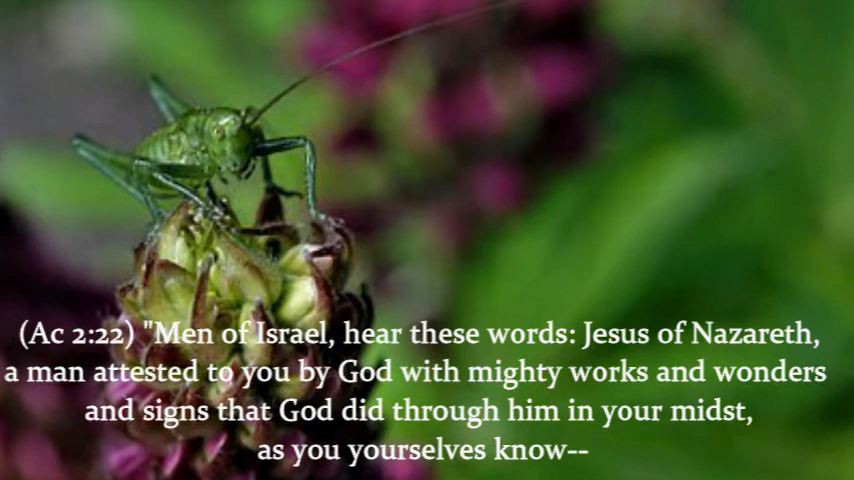 (Ac 2:22) "Men of Israel, hear these words: Jesus of Nazareth,
a man attested to you by God with mighty works and wonders
and signs that God did through him in your midst,
as you yourselves know--